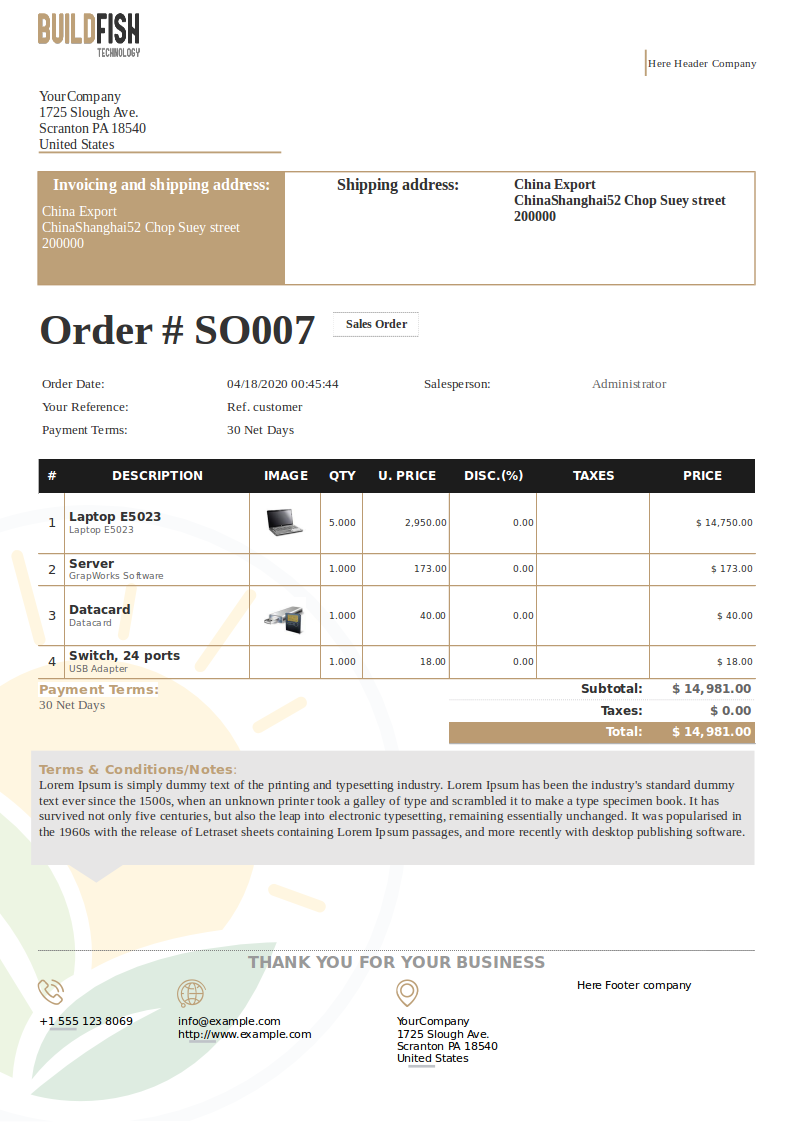 BUILDFISH
TECHNOLOGY
Here Header Company
YourCompany
1725 Slough Ave.
Scranton PA 18540
United States
Invoicing and shipping address:
China Export
ChinaShanghai52 Chop Suey street
200000
Shipping address:
China Export
ChinaShanghai52 Chop Suey street
200000
Order # SO007
Sales Order
Order Date: 04/18/2020 00:45:44 Salesperson: Administrator
Your Reference: Ref. customer
Payment Terms: 30 Net Days
# DESCRIPTION IMAGE QTY U. PRICE DISC.(%) TAXES PRICE
1 Laptop E5023 5.000 2,950.00 0.00 $ 14,750.00
Laptop E5023
2 Server 1.000 173.00 0.00 $ 173.00
GrapWorks Software
3 Datacard 1.000 40.00 0.00 $ 40.00
Datacard
4 Switch, 24 ports 1.000 18.00 0.00 $ 18.00
USB Adapter
Payment Terms:
30 Net Days
Subtotal: $ 14,981.00
Taxes: $ 0.00
Total: $ 14,981.00
Terms & Conditions/Notes:
Lorem Ipsum is simply dummy text of the printing and typesetting industry. Lorem Ipsum has been the industry's standard dummy
text ever since the 1500s, when an unknown printer took a galley of type and scrambled it to make a type specimen book. It has
survived not only five centuries, but also the leap into electronic typesetting, remaining essentially unchanged. It was popularised in
the 1960s with the release of Letraset sheets containing Lorem Ipsum passages, and more recently with desktop publishing software.
THANK YOU FOR YOUR BUSINESS
+1 555 123 8069
info@example.com
http://www.example.com
YourCompany
1725 Slough Ave.
Scranton PA 18540
United States
Here Footer company